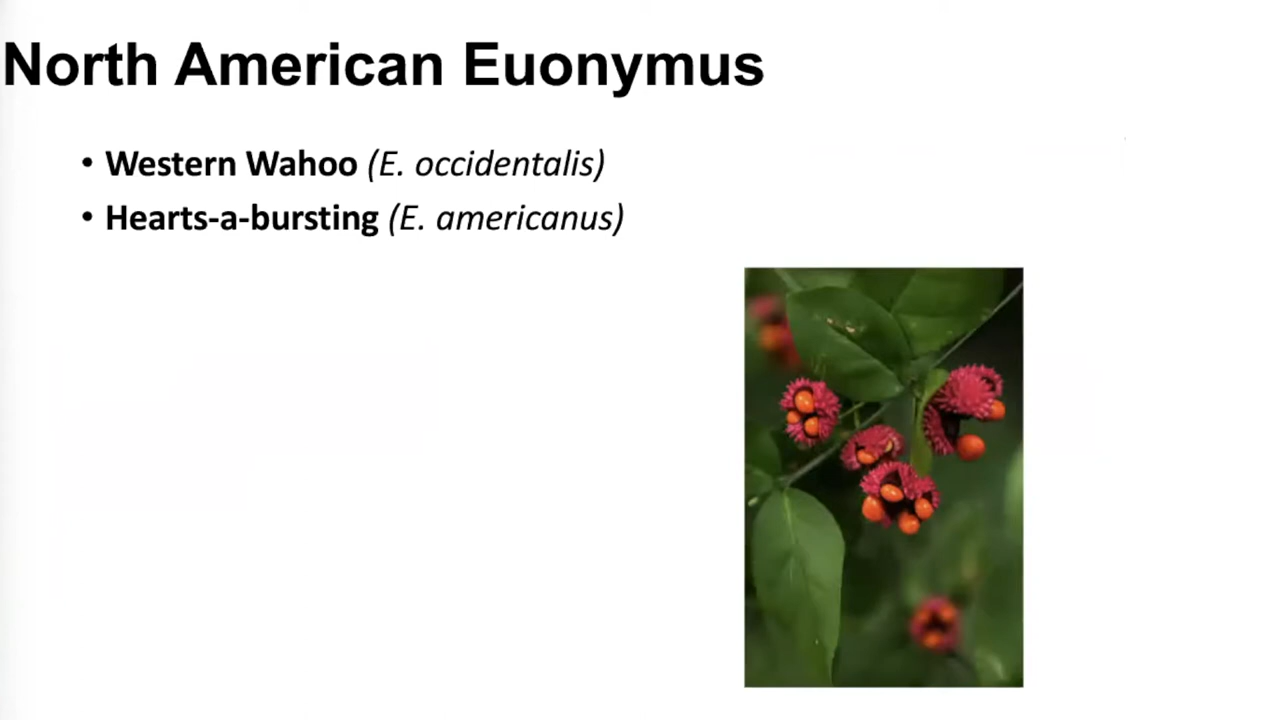 North American Euonymus
• Western Wahoo (E. occidentalis)
• Hearts-a-bursting (E. americanus)